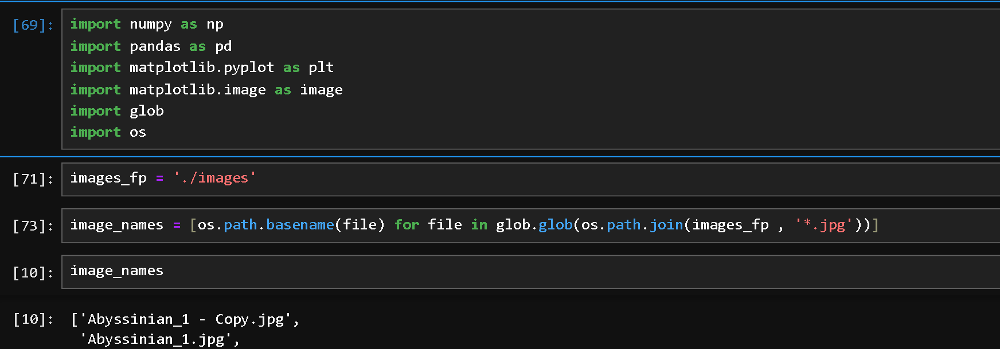 [69]: import numpy as np
import pandas as pd
import matplotlib.pyplot as plt
import matplotlib.image as image
import glob
import os
[71]: images_fp = './images'
[73]: image_names = [os.path.basename(file) for file in glob.glob(os.path.join(images_fp , '*.jpg'))]
[10]: image_names
[10]: ['Abyssinian_1 - Copy.jpg',
'Abyssinian_1.jpg',